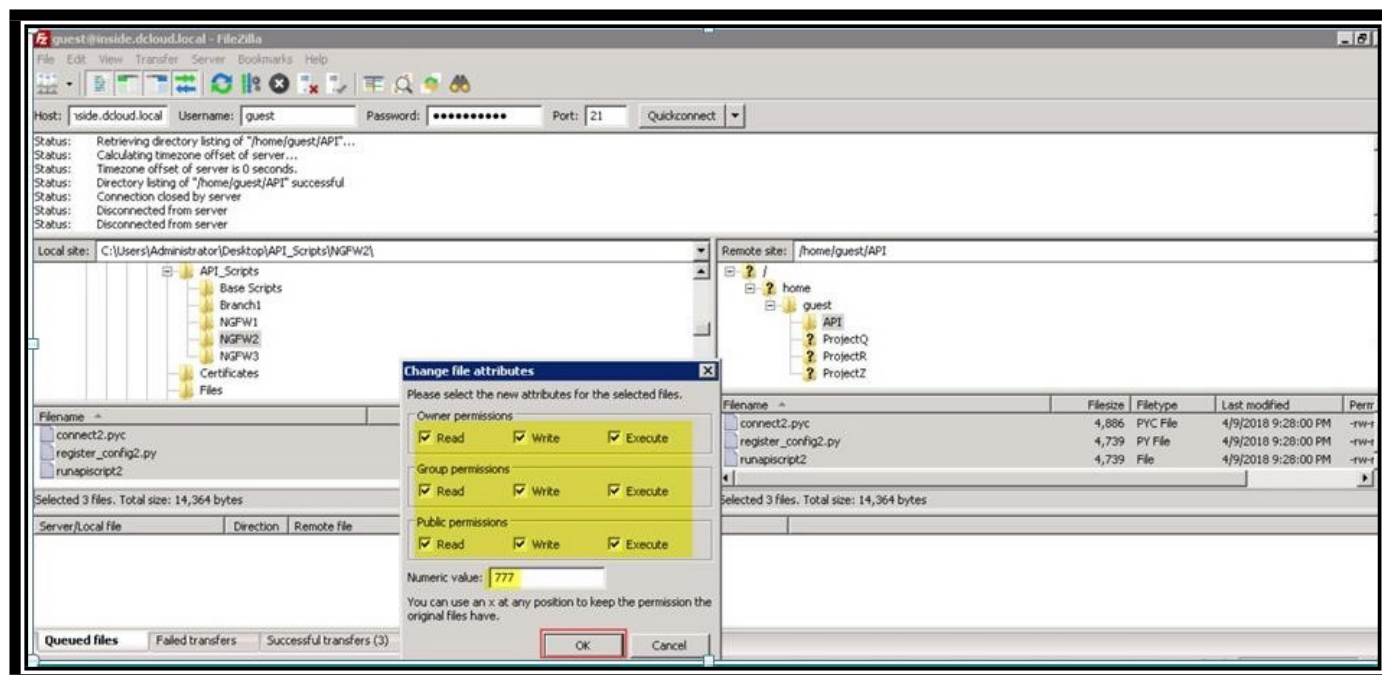 guest@inside.dcloud.local - FileZilla
File Edit View Transfer Server Bookmarks Help
Host: nside.dcloud.local Username: guest Password: ●●●●●●●●●● Port: 21 Quickconnect
Status: Retrieving directory listing of "/home/guest/API"...
Status: Calculating timezone offset of server...
Status: Timezone offset of server is 0 seconds.
Status: Directory listing of "/home/guest/API" successful
Status: Connection closed by server
Status: Disconnected from server
Status: Disconnected from server
Local site: C:\Users\Administrator\Desktop\API_Scripts\NGFW2\
API_Scripts
Base Scripts
Branch1
NGFW1
NGFW2
NGFW3
Certificates
Files
Filename
connect2.pyc
register_config2.py
runapiscript2
Selected 3 files. Total size: 14,364 bytes
Server/Local file Direction Remote file
Queued files Failed transfers Successful transfers (3)
Change file attributes
Please select the new attributes for the selected files.
Owner permissions
Read Write Execute
Group permissions
Read Write Execute
Public permissions
Read Write Execute
Numeric value: 777
You can use an x at any position to keep the permission the
original files have.
OK Cancel
Remote site: /home/guest/API
/
home
guest
API
ProjectQ
ProjectR
ProjectZ
Filename Filesize Filetype Last modified Perm
connect2.pyc 4,886 PYC File 4/9/2018 9:28:00 PM -rw-r
register_config2.py 4,739 PY File 4/9/2018 9:28:00 PM -rw-r
runapiscript2 4,739 File 4/9/2018 9:28:00 PM -rw-r
Selected 3 files. Total size: 14,364 bytes